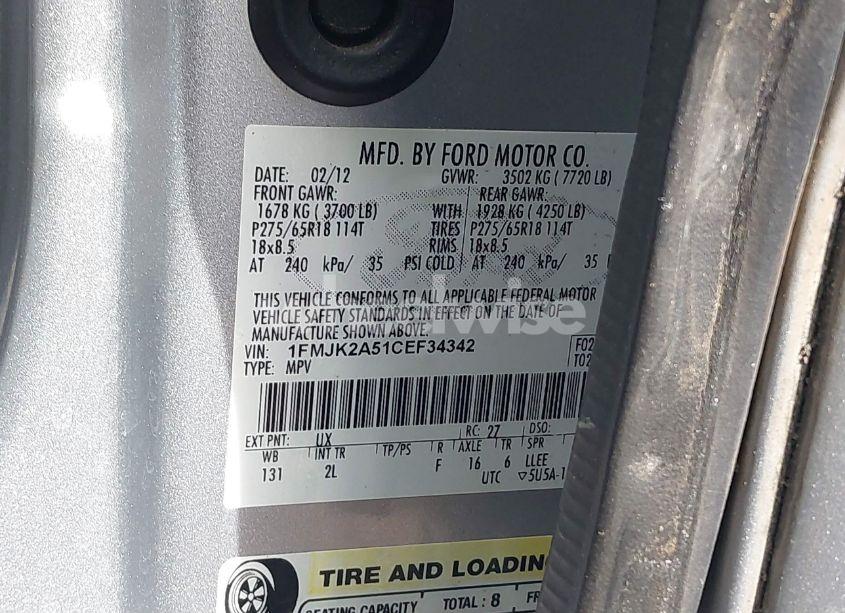 MFD. BY FORD MOTOR CO.
DATE: 02/12 GVWR: 3502 KG ( 7720 LB)
FRONT GAWR: REAR GAWR:
1678 KG ( 3700 LB) WITH 1928 KG ( 4250 LB)
P275/65R18 114T TIRES P275/65R18 114T
18x8.5 RIMS 18x8.5
AT 240 kPa/ 35 PSI COLD AT 240 kPa/ 35
THIS VEHICLE CONFORMS TO ALL APPLICABLE FEDERAL MOTOR
VEHICLE SAFETY STANDARDS IN EFFECT ON THE DATE OF
MANUFACTURE SHOWN ABOVE.
VIN: 1FMJK2A51CEF34342 F02
TYPE: MPV T02
EXT PNT: UX RC: 27 DSO:
WB INT TR TP/PS R AXLE TR SPR
131 2L F 16 6 LLEE
UTC ▽5U5A-1
TIRE AND LOADING
SEATING CAPACITY TOTAL : 8 FR